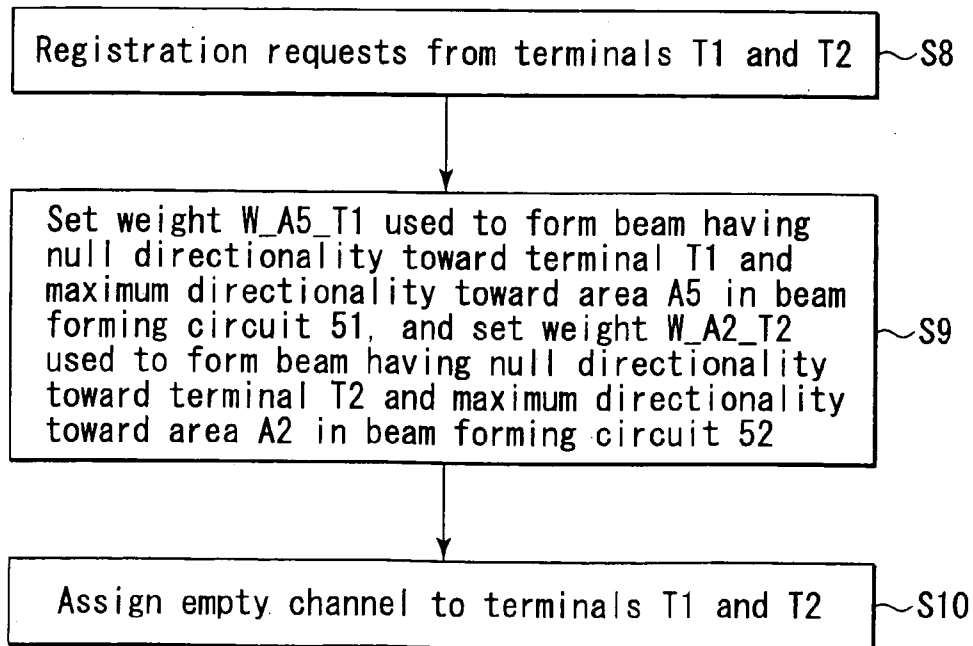 Registration requests from terminals T1 and T2
S8
Set weight W_A5_T1 used to form beam having
null directionality toward terminal T1 and
maximum directionality toward area A5 in beam
forming circuit 51, and set weight W_A2_T2
used to form beam having null directionality
toward terminal T2 and maximum directionality
toward area A2 in beam forming circuit 52
S9
Assign empty channel to terminals T1 and T2
S10